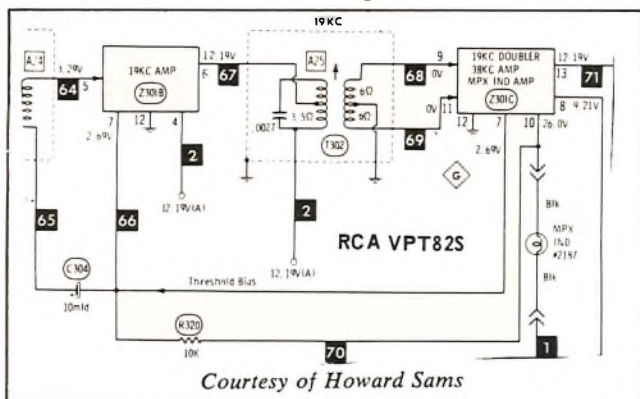 19KC
A24
3.29V
64
5
19KC AMP
Z301B
12.19V
6
67
A25
68
9
0V
19KC DOUBLER
38KC AMP
MPX IND AMP
Z301C
12.19V
13
71
7
12
4
2.69V
.0027
3.5Ω
6Ω
6Ω
T302
0V
11
69
12
7
10
8
9.21V
26.0V
2.69V
2
2
G
12.19V(A)
12.19V(A)
65
66
RCA VPT82S
Blk
MPX
IND
#2187
Blk
C304
10mfd
Threshold Bias
R320
10K
70
1
Courtesy of Howard Sams